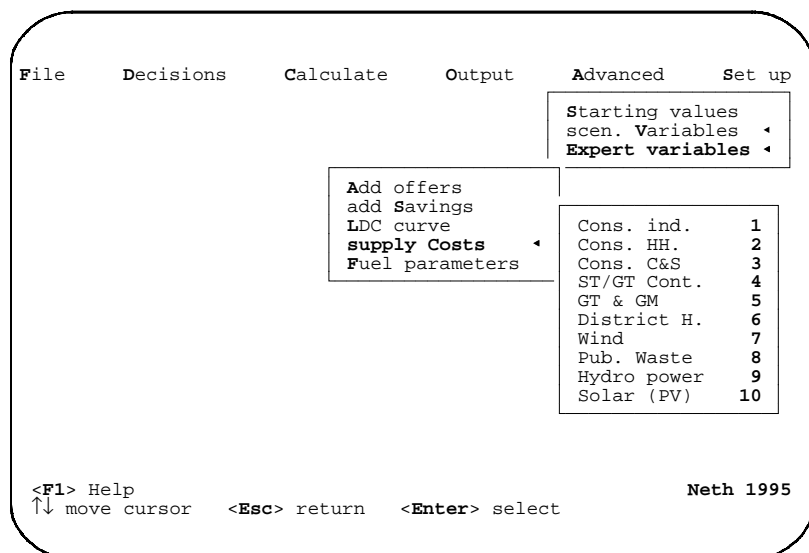 File Decisions Calculate Output Advanced Set up
Starting values
scen. Variables ◂
Expert variables ◂
Add offers
add Savings
LDC curve
supply Costs ◂
Fuel parameters
Cons. ind. 1
Cons. HH. 2
Cons. C&S 3
ST/GT Cont. 4
GT & GM 5
District H. 6
Wind 7
Pub. Waste 8
Hydro power 9
Solar (PV) 10
<F1> Help Neth 1995
↑↓ move cursor <Esc> return <Enter> select